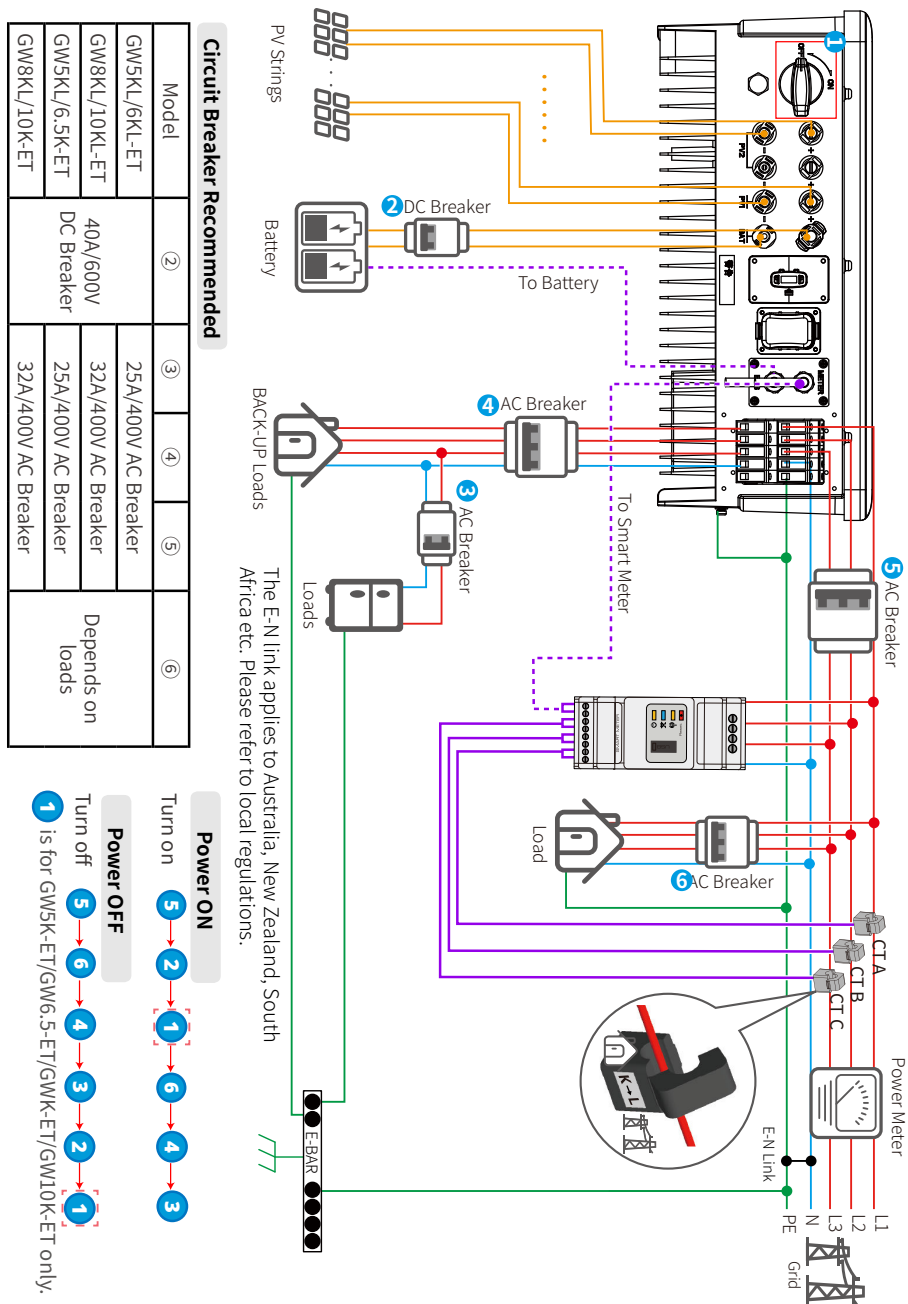 OFF
ON
1
+
+
+
PV2
PV1
BAT
-
-
METER
PV Strings
Battery
2 DC Breaker
To Battery
BACK-UP Loads
4 AC Breaker
3 AC Breaker
Loads
To Smart Meter
5 AC Breaker
Load
6 AC Breaker
CT A
CT B
CT C
K→L
Power Meter
E-N Link
L1
L2
L3
N
PE
Grid
E-BAR
The E-N link applies to Australia, New Zealand, South
Africa etc. Please refer to local regulations.
Circuit Breaker Recommended
Model ② ③ ④ ⑤ ⑥
GW5KL/6KL-ET 40A/600V DC Breaker 25A/400V AC Breaker Depends on loads
GW8KL/10KL-ET 32A/400V AC Breaker
GW5KL/6.5K-ET 25A/400V AC Breaker
GW8KL/10K-ET 32A/400V AC Breaker
Power ON
Turn on 5 2 1 6 4 3
Power OFF
Turn off 5 6 4 3 2 1
1 is for GW5K-ET/GW6.5-ET/GWK-ET/GW10K-ET only.